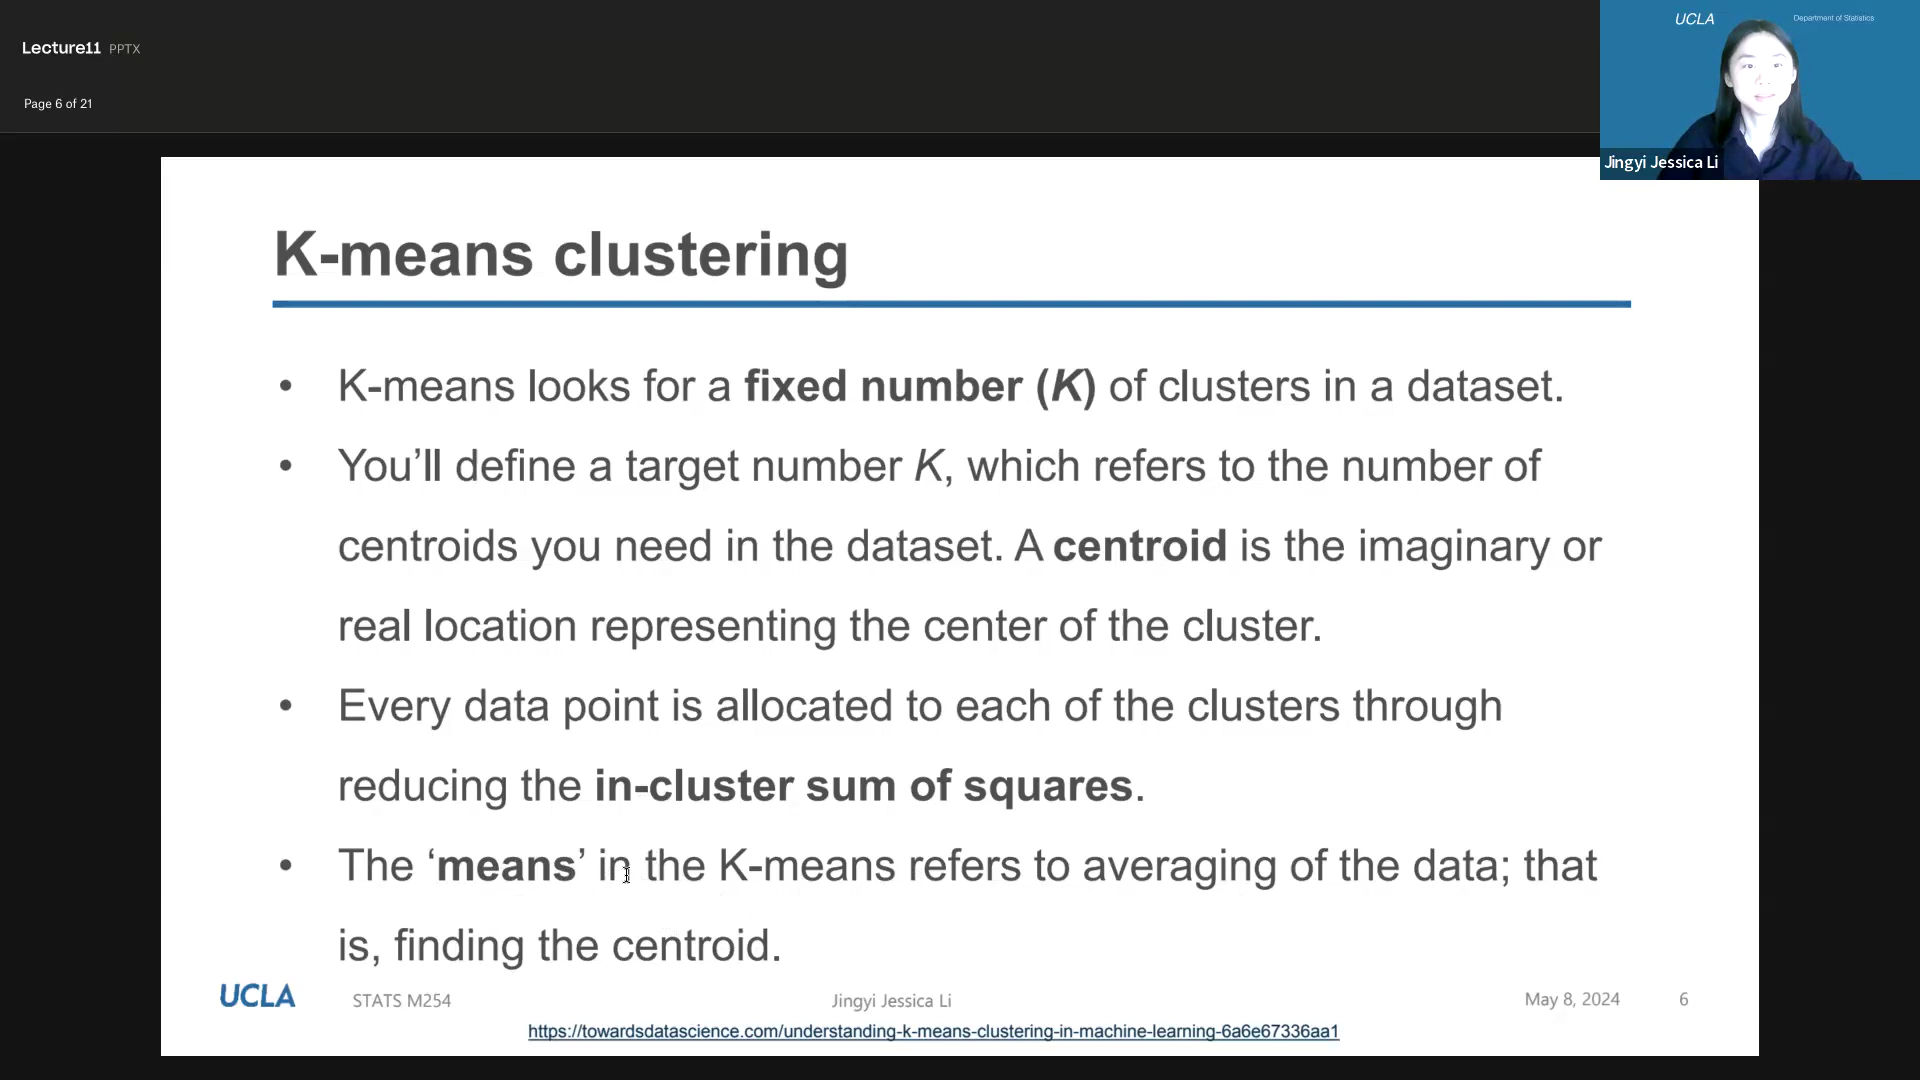 Lecture11 PPTX
Page 6 of 21
UCLA Department of Statistics
Jingyi Jessica Li
K-means clustering
• K-means looks for a fixed number (K) of clusters in a dataset.
• You’ll define a target number K, which refers to the number of
centroids you need in the dataset. A centroid is the imaginary or
real location representing the center of the cluster.
• Every data point is allocated to each of the clusters through
reducing the in-cluster sum of squares.
• The ‘means’ in the K-means refers to averaging of the data; that
is, finding the centroid.
UCLA STATS M254 Jingyi Jessica Li May 8, 2024 6
https://towardsdatascience.com/understanding-k-means-clustering-in-machine-learning-6a6e67336aa1